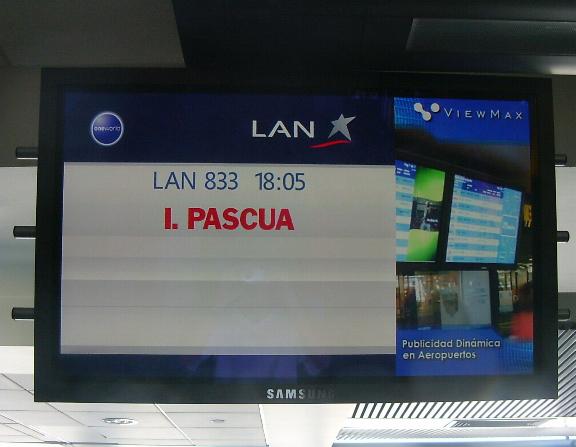 oneworld
LAN
VIEWMAX
LAN 833 18:05
I. PASCUA
Publicidad Dinámica
en Aeropuertos
SAMSUNG